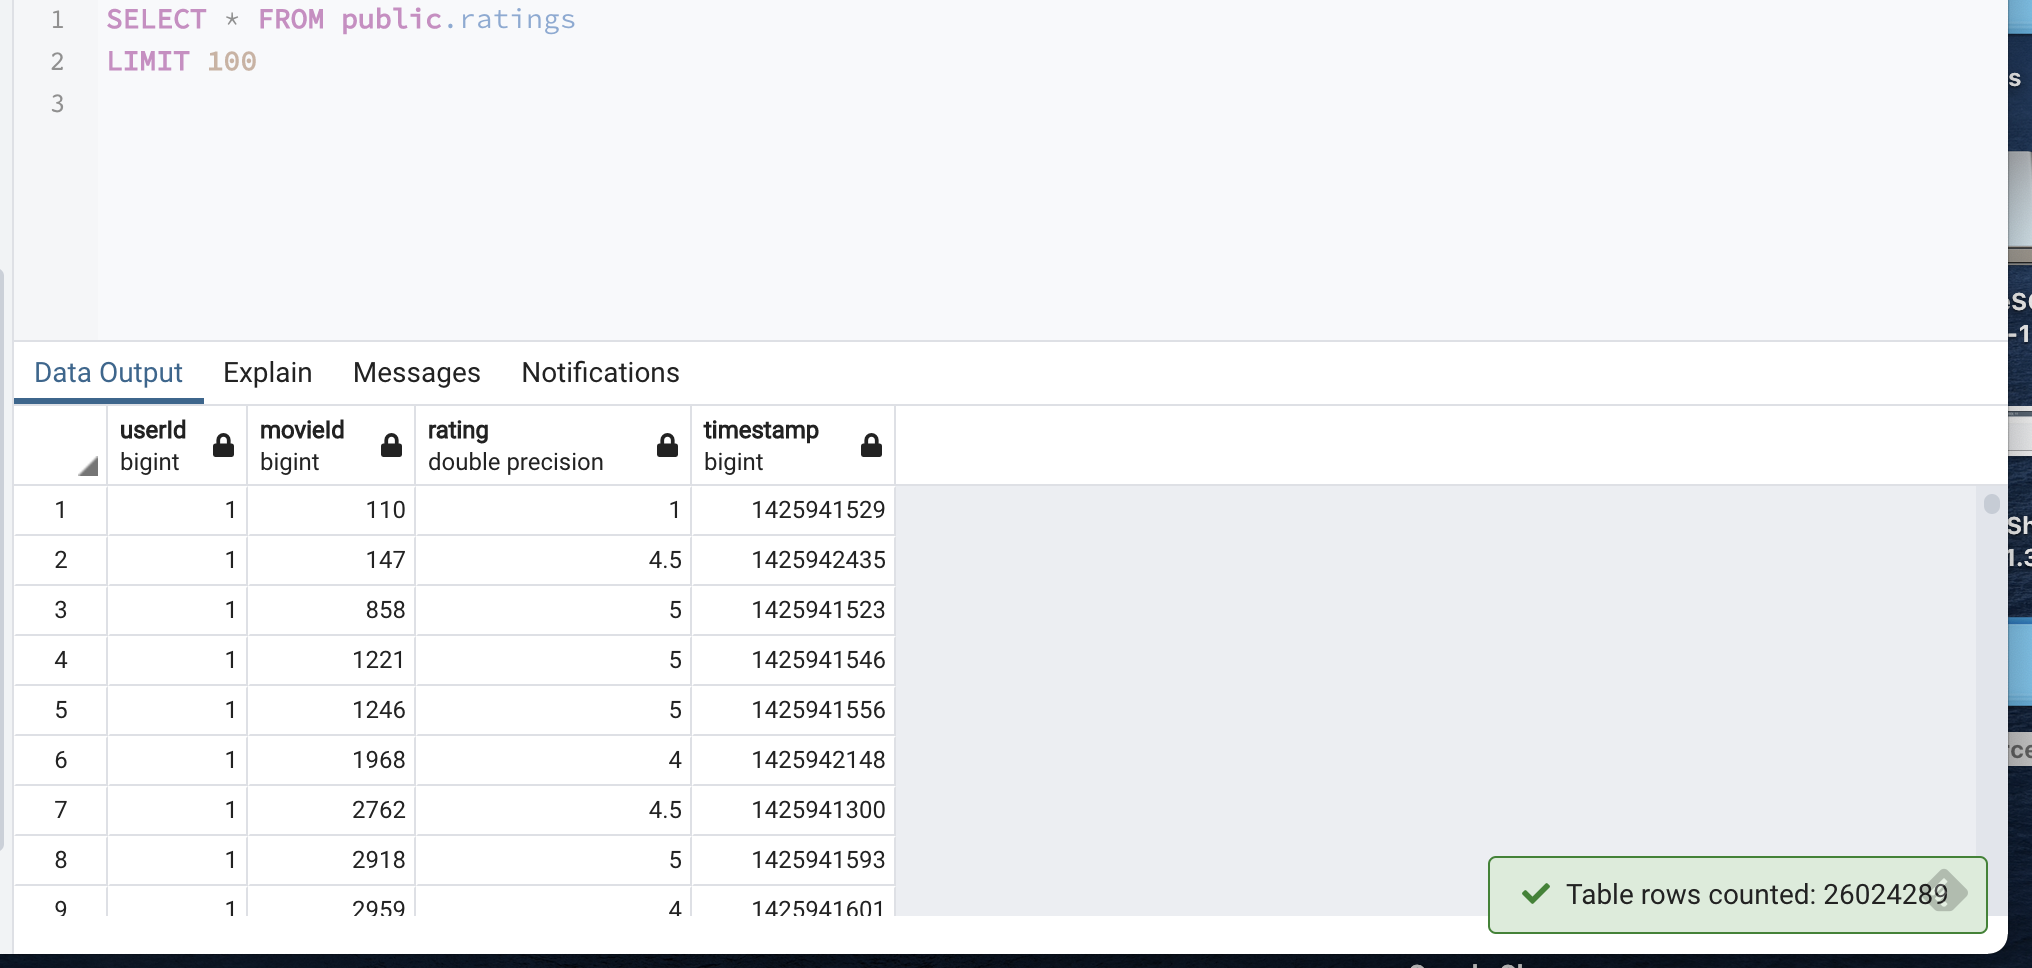 1 SELECT * FROM public.ratings
2 LIMIT 100
3
Data Output Explain Messages Notifications
userId movieId rating timestamp
bigint bigint double precision bigint
1 1 110 1 1425941529
2 1 147 4.5 1425942435
3 1 858 5 1425941523
4 1 1221 5 1425941546
5 1 1246 5 1425941556
6 1 1968 4 1425942148
7 1 2762 4.5 1425941300
8 1 2918 5 1425941593
9 1 2959 4 1425941601
Table rows counted: 26024289